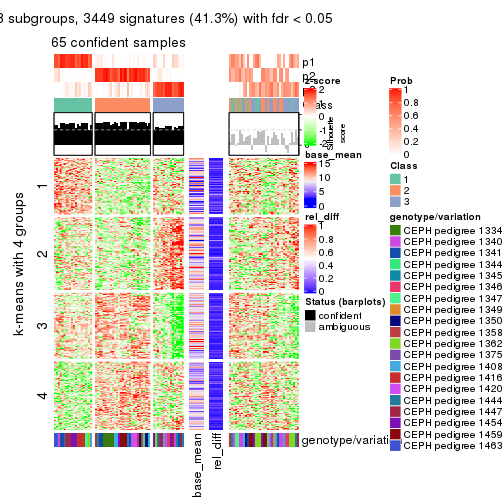 3 subgroups, 3449 signatures (41.3%) with fdr < 0.05
65 confident samples
p1
p2
Class
z-score
2
1
0
-1
-2
silhouette
score
base_mean
15
10
5
0
rel_diff
1
0.8
0.6
0.4
0.2
0
Status (barplots)
confident
ambiguous
k-means with 4 groups
1
2
3
4
base_mean
rel_diff
genotype/variation
Prob
1
0.8
0.6
0.4
0.2
0
Class
1
2
3
genotype/variation
CEPH pedigree 1334
CEPH pedigree 1340
CEPH pedigree 1341
CEPH pedigree 1344
CEPH pedigree 1345
CEPH pedigree 1346
CEPH pedigree 1347
CEPH pedigree 1349
CEPH pedigree 1350
CEPH pedigree 1358
CEPH pedigree 1362
CEPH pedigree 1375
CEPH pedigree 1408
CEPH pedigree 1416
CEPH pedigree 1420
CEPH pedigree 1444
CEPH pedigree 1447
CEPH pedigree 1454
CEPH pedigree 1459
CEPH pedigree 1463